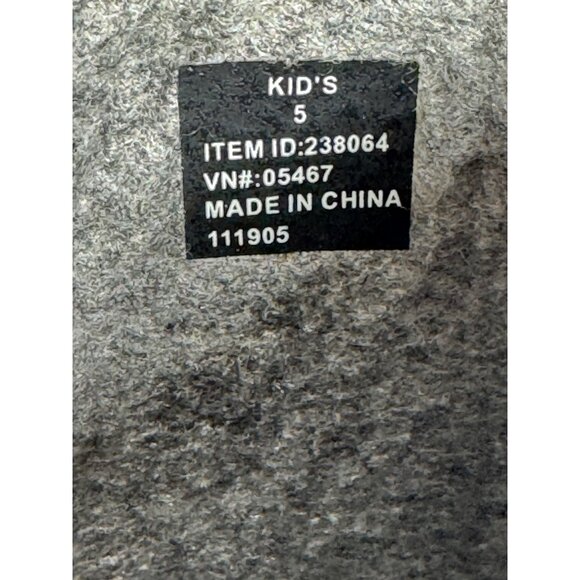 KID'S
5
ITEM ID:238064
VN#:05467
MADE IN CHINA
111905